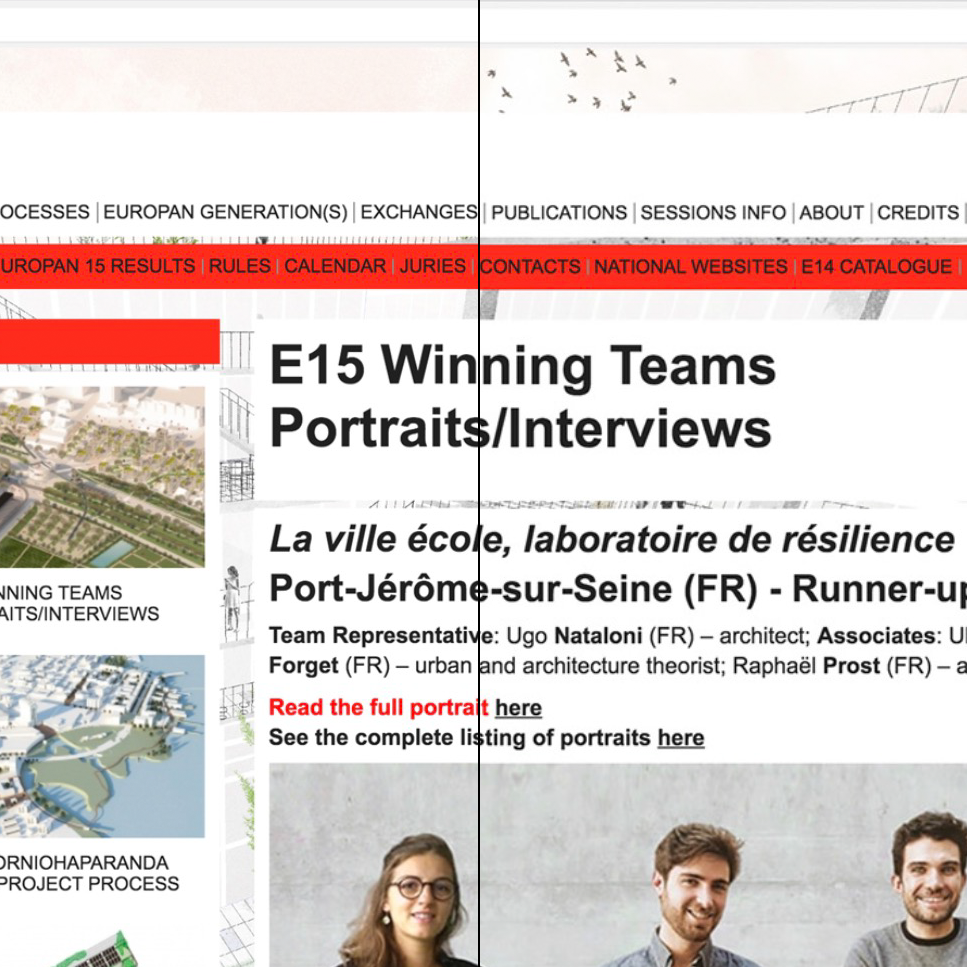 OCESSES | EUROPAN GENERATION(S) | EXCHANGES | PUBLICATIONS | SESSIONS INFO | ABOUT | CREDITS |
UROPAN 15 RESULTS | RULES | CALENDAR | JURIES | CONTACTS | NATIONAL WEBSITES | E14 CATALOGUE |
E15 Winning Teams
Portraits/Interviews
La ville école, laboratoire de résilience
Port-Jérôme-sur-Seine (FR) - Runner-up
Team Representative: Ugo Nataloni (FR) – architect; Associates: Ul
Forget (FR) – urban and architecture theorist; Raphaël Prost (FR) – a
Read the full portrait here
See the complete listing of portraits here
NNING TEAMS
AITS/INTERVIEWS
ORNIOHAPARANDA
PROJECT PROCESS